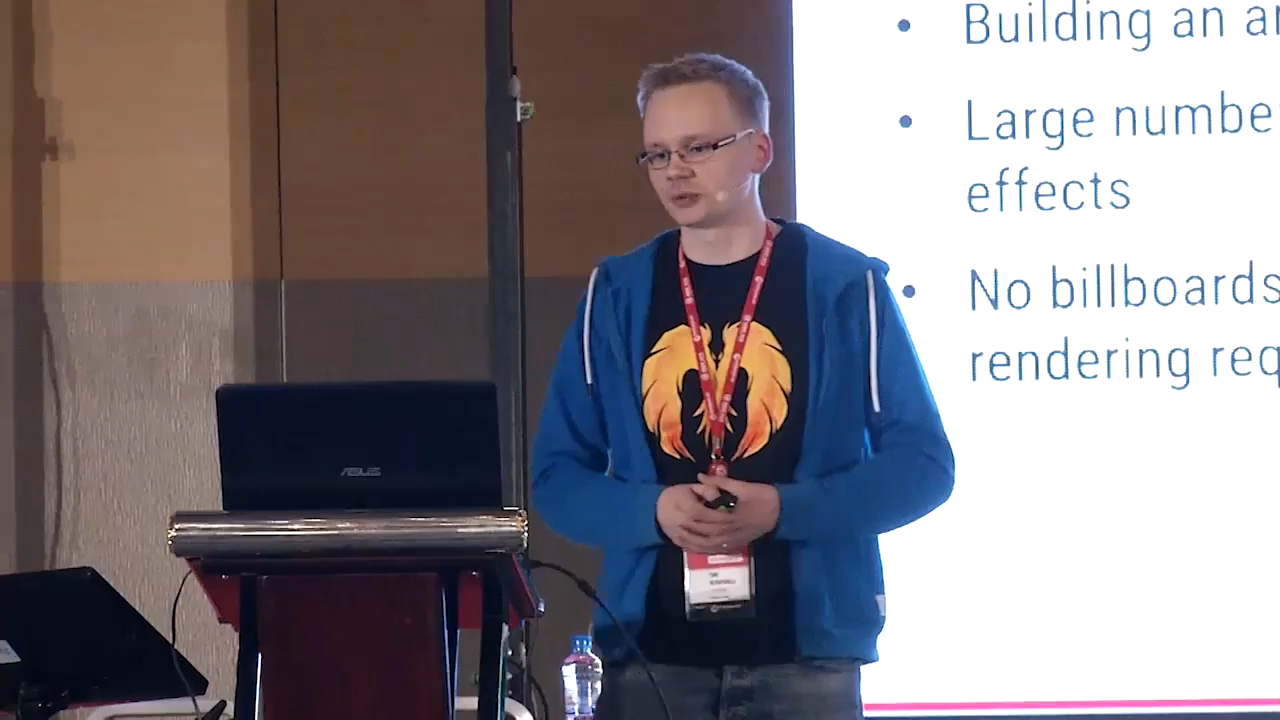 Building an
Large numbe
effects
No billboards
rendering req
ASUS